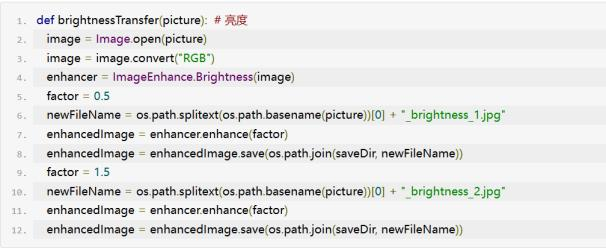 1. def brightnessTransfer(picture): # 亮度
2. image = Image.open(picture)
3. image = image.convert("RGB")
4. enhancer = ImageEnhance.Brightness(image)
5. factor = 0.5
6. newFileName = os.path.splitext(os.path.basename(picture))[0] + "_brightness_1.jpg"
7. enhancedImage = enhancer.enhance(factor)
8. enhancedImage = enhancedImage.save(os.path.join(saveDir, newFileName))
9. factor = 1.5
10. newFileName = os.path.splitext(os.path.basename(picture))[0] + "_brightness_2.jpg"
11. enhancedImage = enhancer.enhance(factor)
12. enhancedImage = enhancedImage.save(os.path.join(saveDir, newFileName))